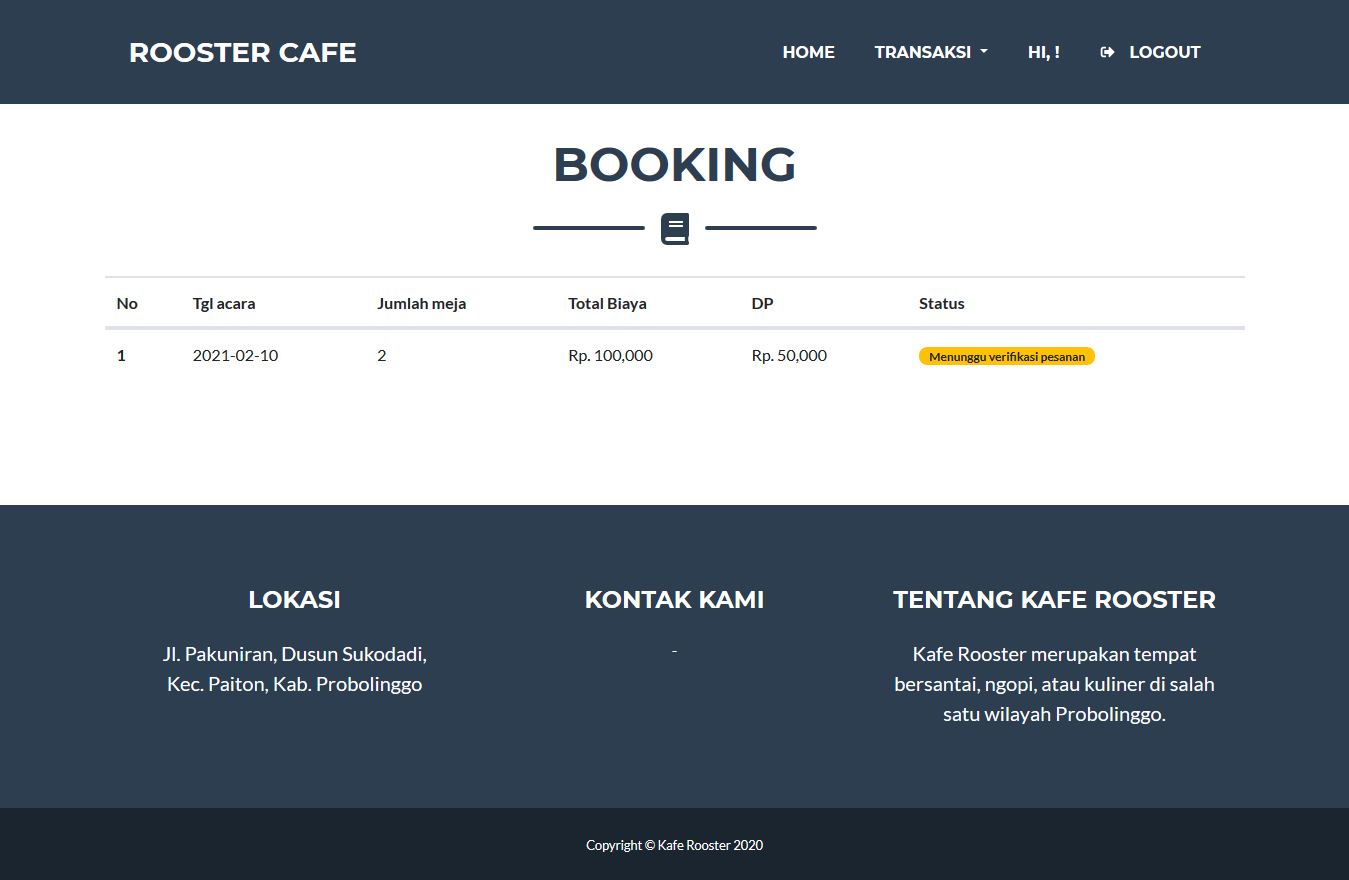 ROOSTER CAFE HOME TRANSAKSI HI, ! LOGOUT
BOOKING
No Tgl acara Jumlah meja Total Biaya DP Status
1 2021-02-10 2 Rp. 100,000 Rp. 50,000 Menunggu verifikasi pesanan
LOKASI
Jl. Pakuniran, Dusun Sukodadi,
Kec. Paiton, Kab. Probolinggo
KONTAK KAMI
-
TENTANG KAFE ROOSTER
Kafe Rooster merupakan tempat
bersantai, ngopi, atau kuliner di salah
satu wilayah Probolinggo.
Copyright © Kafe Rooster 2020